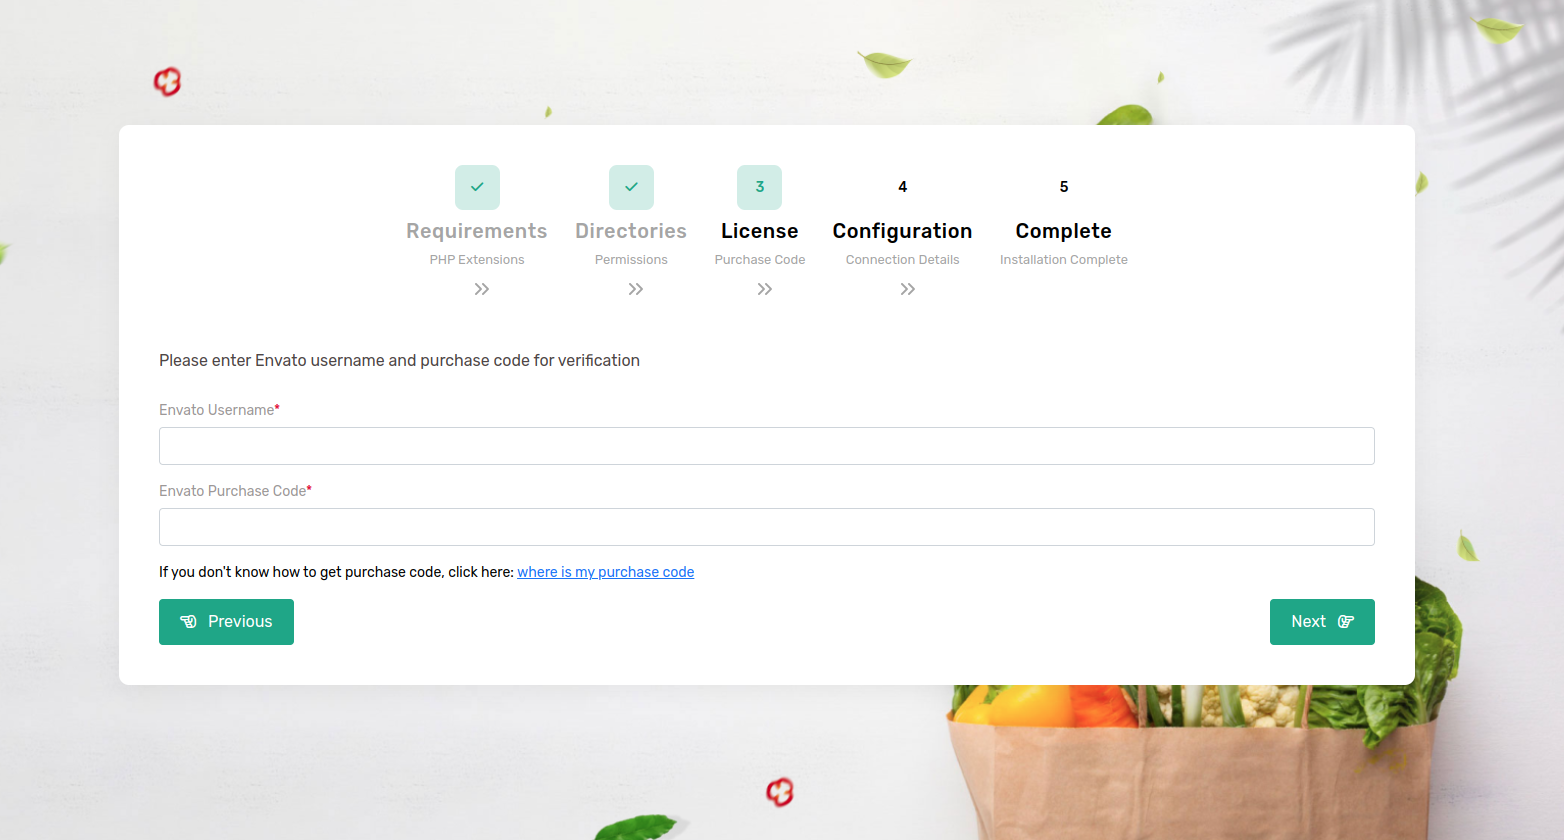 3
4
5
Requirements
Directories
License
Configuration
Complete
PHP Extensions
Permissions
Purchase Code
Connection Details
Installation Complete
Please enter Envato username and purchase code for verification
Envato Username*
Envato Purchase Code*
If you don't know how to get purchase code, click here: where is my purchase code
Previous
Next